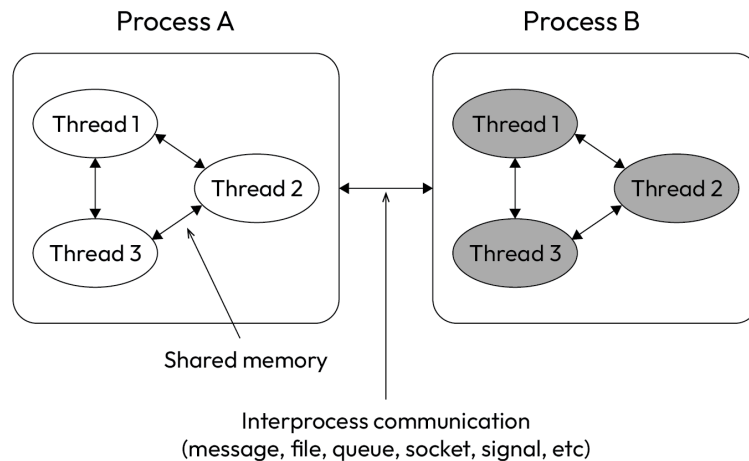 Process A
Process B
Thread 1
Thread 2
Thread 3
Thread 1
Thread 2
Thread 3
Shared memory
Interprocess communication
(message, file, queue, socket, signal, etc)